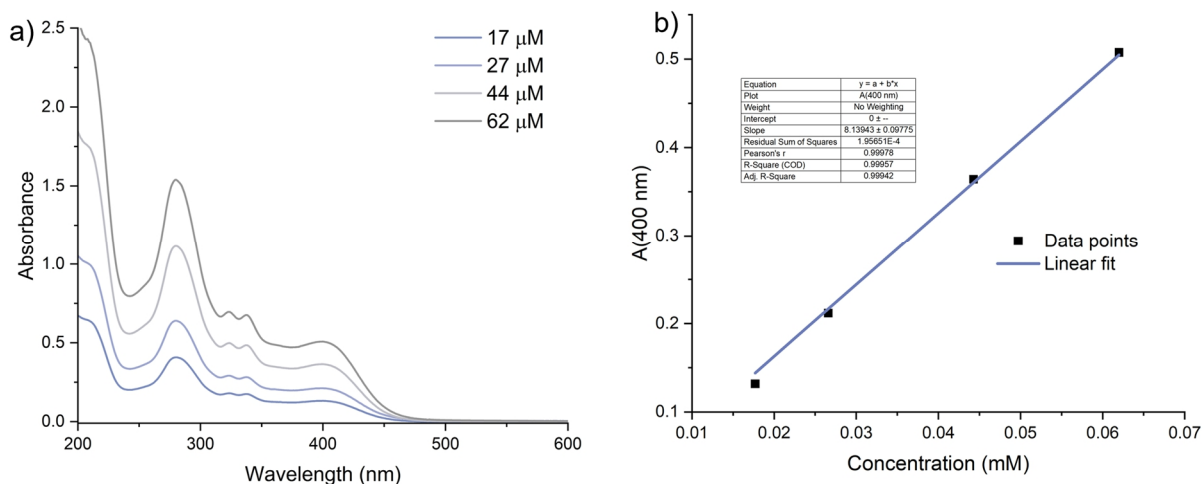 a)
2.5
2.0
1.5
1.0
0.5
0.0
Absorbance
200
300
400
500
600
Wavelength (nm)
17 μM
27 μM
44 μM
62 μM
b)
0.5
0.4
0.3
0.2
0.1
A(400 nm)
0.01
0.02
0.03
0.04
0.05
0.06
0.07
Concentration (mM)
Equation y = a + b*x
Plot A(400 nm)
Weight No Weighting
Intercept 0 ± --
Slope 8.13943 ± 0.09775
Residual Sum of Squares 1.95651E-4
Pearson's r 0.99978
R-Square (COD) 0.99957
Adj. R-Square 0.99942
Data points
Linear fit